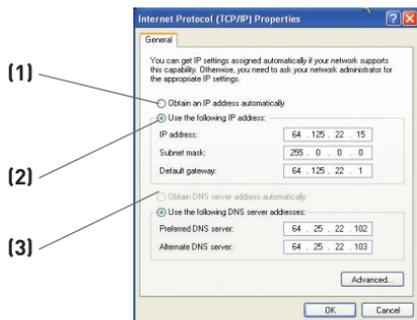 Internet Protocol (TCP/IP) Properties
General
You can get IP settings assigned automatically if your network supports
this capability. Otherwise, you need to ask your network administrator for
the appropriate IP settings.
(1)
Obtain an IP address automatically
Use the following IP address:
IP address: 64 . 125 . 22 . 15
(2)
Subnet mask: 255 . 0 . 0 . 0
Default gateway: 64 . 125 . 22 . 1
Obtain DNS server address automatically
Use the following DNS server addresses:
(3)
Preferred DNS server: 64 . 25 . 22 . 102
Alternate DNS server: 64 . 25 . 22 . 103
Advanced...
OK Cancel